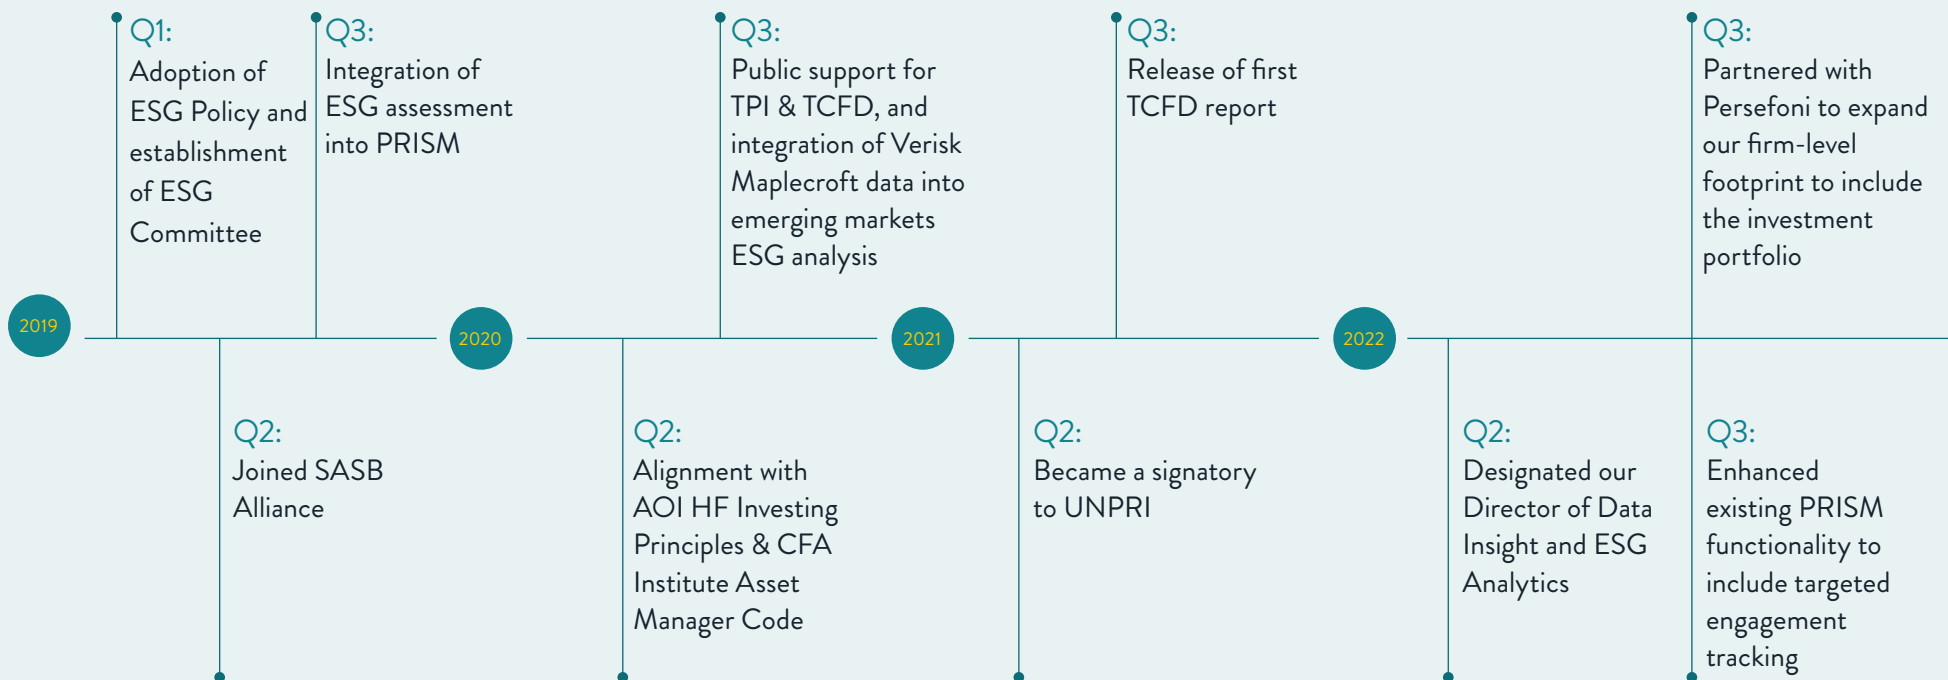 Q1:
Adoption of
ESG Policy and
establishment
of ESG
Committee
Q3:
Integration of
ESG assessment
into PRISM
Q3:
Public support for
TPI & TCFD, and
integration of Verisk
Maplecroft data into
emerging markets
ESG analysis
Q3:
Release of first
TCFD report
Q3:
Partnered with
Persefoni to expand
our firm-level
footprint to include
the investment
portfolio
2019
2020
2021
2022
Q2:
Joined SASB
Alliance
Q2:
Alignment with
AOI HF Investing
Principles & CFA
Institute Asset
Manager Code
Q2:
Became a signatory
to UNPRI
Q2:
Designated our
Director of Data
Insight and ESG
Analytics
Q3:
Enhanced
existing PRISM
functionality to
include targeted
engagement
tracking